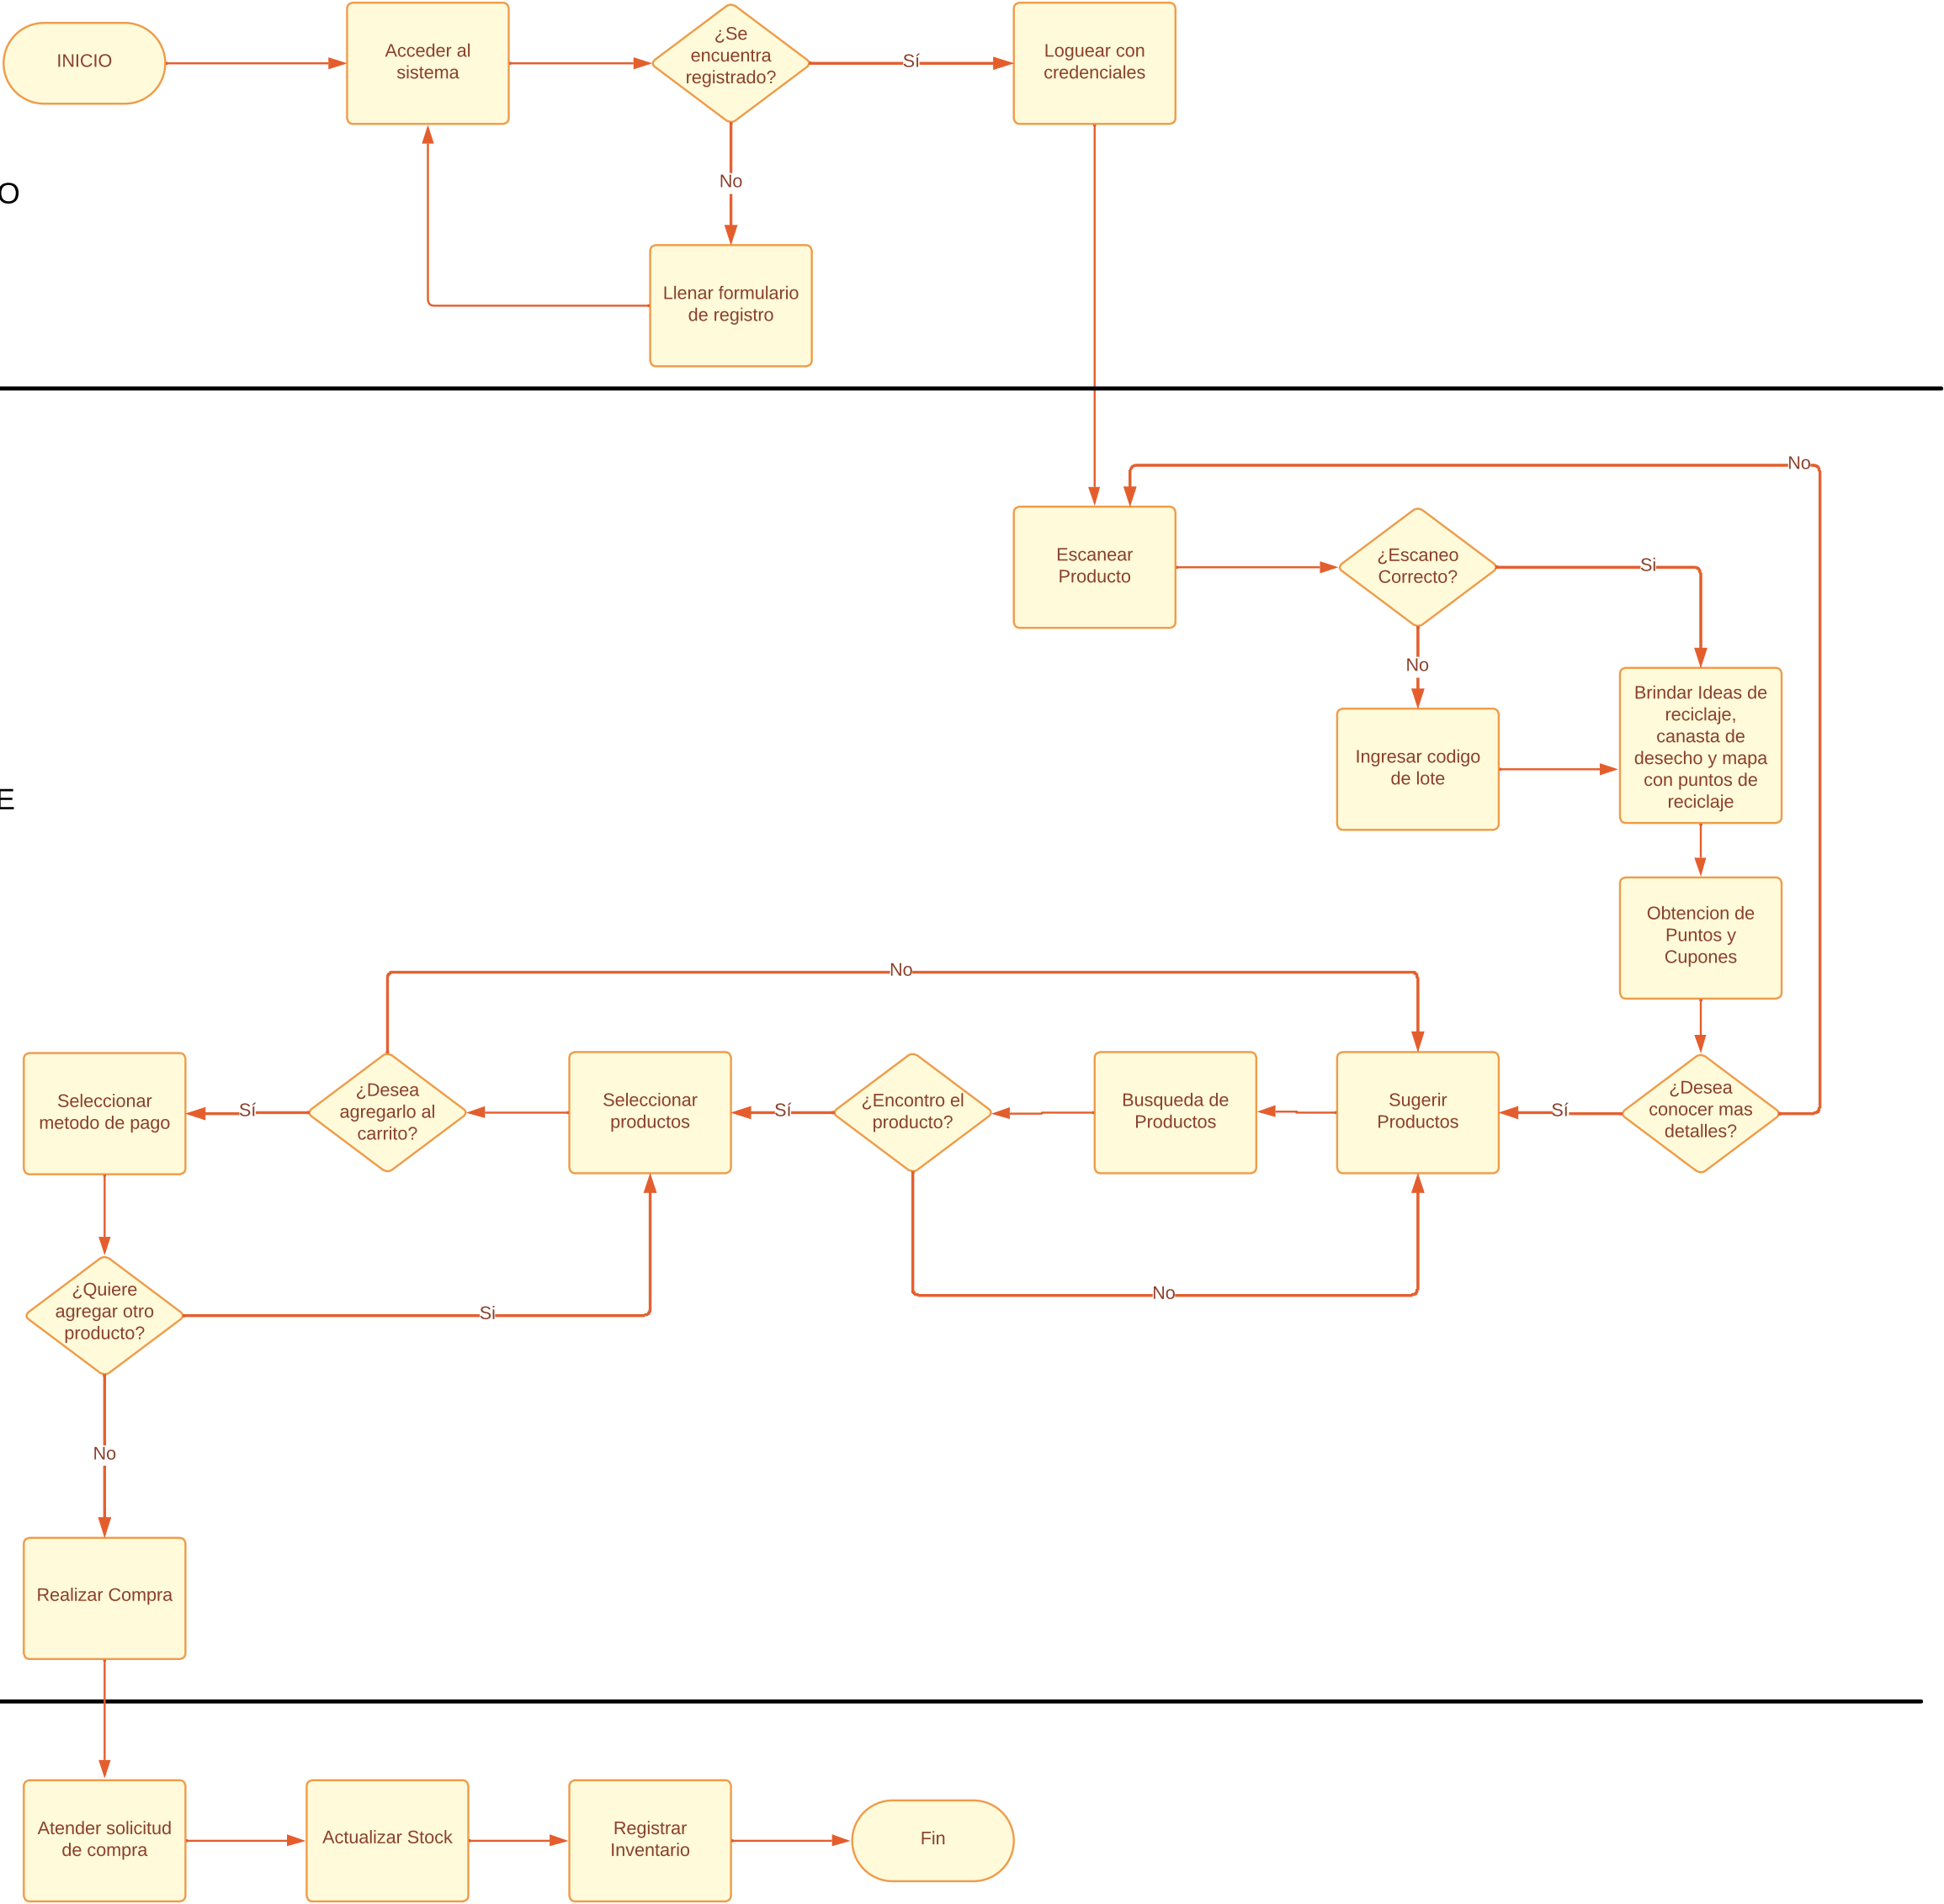 INICIO
Acceder al
sistema
¿Se
encuentra
registrado?
Sí
Loguear con
credenciales
No
O
Llenar formulario
de registro
No
Escanear
Producto
¿Escaneo
Correcto?
Si
No
Brindar Ideas de
reciclaje,
canasta de
desecho y mapa
con puntos de
reciclaje
Ingresar codigo
de lote
E
Obtencion de
Puntos y
Cupones
No
Seleccionar
metodo de pago
Sí
¿Desea
agregarlo al
carrito?
Seleccionar
productos
Sí
¿Encontro el
producto?
Busqueda de
Productos
Sugerir
Productos
Sí
¿Desea
conocer mas
detalles?
¿Quiere
agregar otro
producto?
Si
No
No
Realizar Compra
Atender solicitud
de compra
Actualizar Stock
Registrar
Inventario
Fin